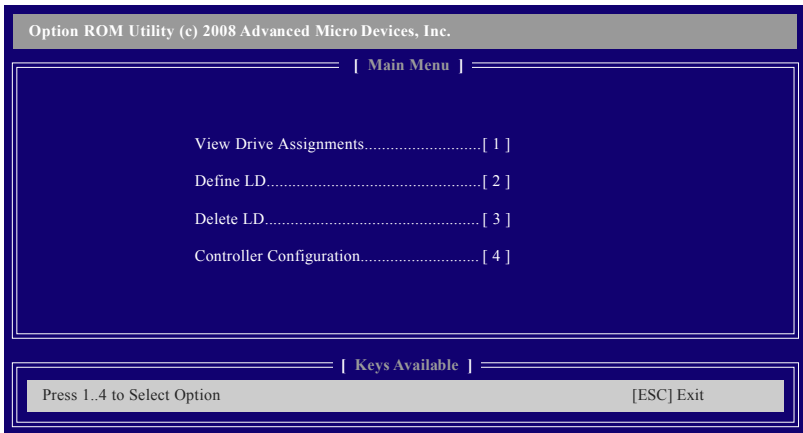 Option ROM Utility (c) 2008 Advanced Micro Devices, Inc.
[ Main Menu ]
View Drive Assignments...........................[ 1 ]
Define LD..................................................[ 2 ]
Delete LD..................................................[ 3 ]
Controller Configuration............................[ 4 ]
[ Keys Available ]
Press 1..4 to Select Option [ESC] Exit